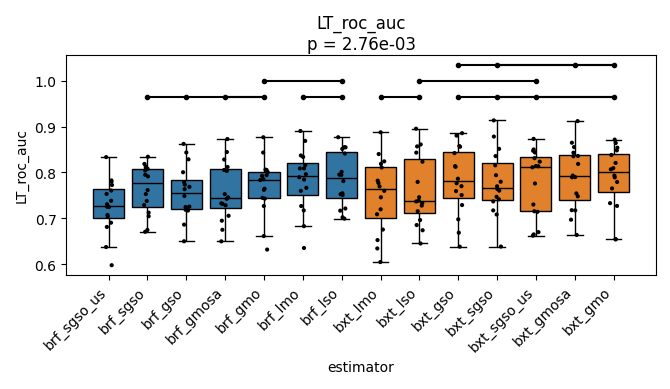 LT_roc_auc
p = 2.76e-03
LT_roc_auc
1.0
0.9
0.8
0.7
0.6
brf_sgso_us
brf_sgso
brf_gso
brf_gmosa
brf_gmo
brf_lmo
brf_lso
bxt_lmo
bxt_lso
bxt_gso
bxt_sgso
bxt_sgso_us
bxt_gmosa
bxt_gmo
estimator